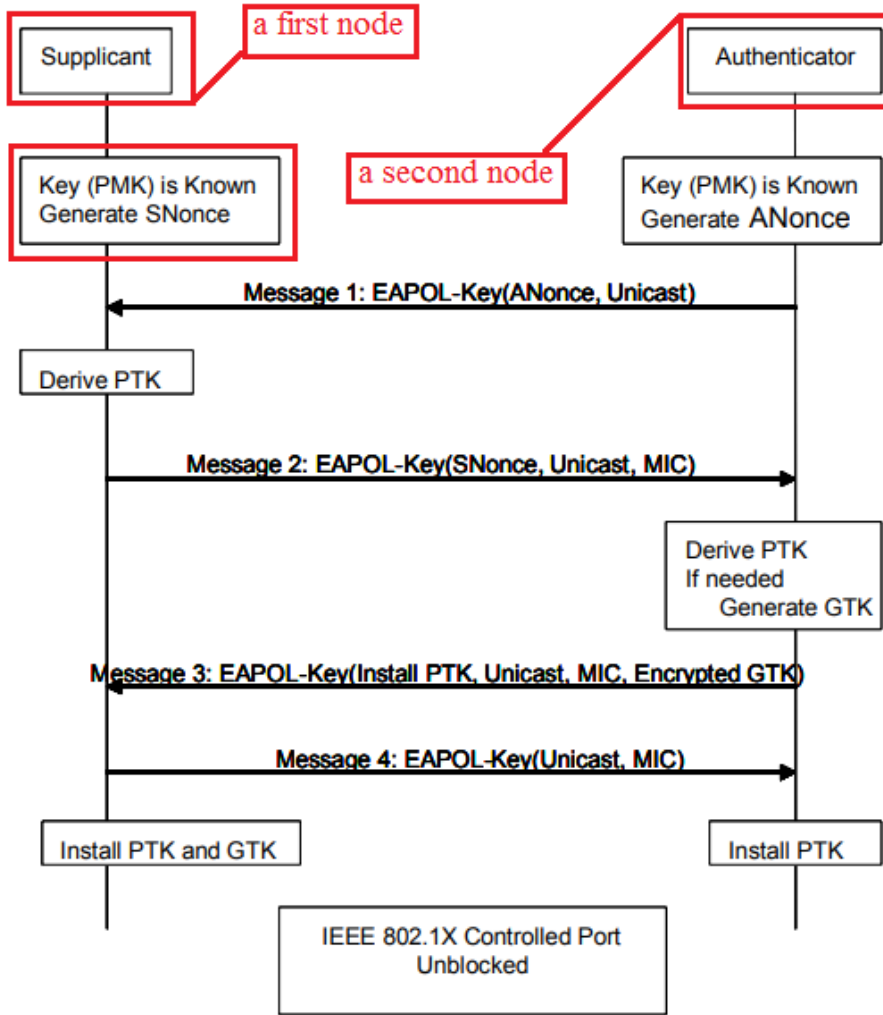 a first node
Supplicant
Authenticator
a second node
Key (PMK) is Known
Generate SNonce
Key (PMK) is Known
Generate ANonce
Message 1: EAPOL-Key(ANonce, Unicast)
Derive PTK
Message 2: EAPOL-Key(SNonce, Unicast, MIC)
Derive PTK
If needed
Generate GTK
Message 3: EAPOL-Key(Install PTK, Unicast, MIC, Encrypted GTK)
Message 4: EAPOL-Key(Unicast, MIC)
Install PTK and GTK
Install PTK
IEEE 802.1X Controlled Port
Unblocked